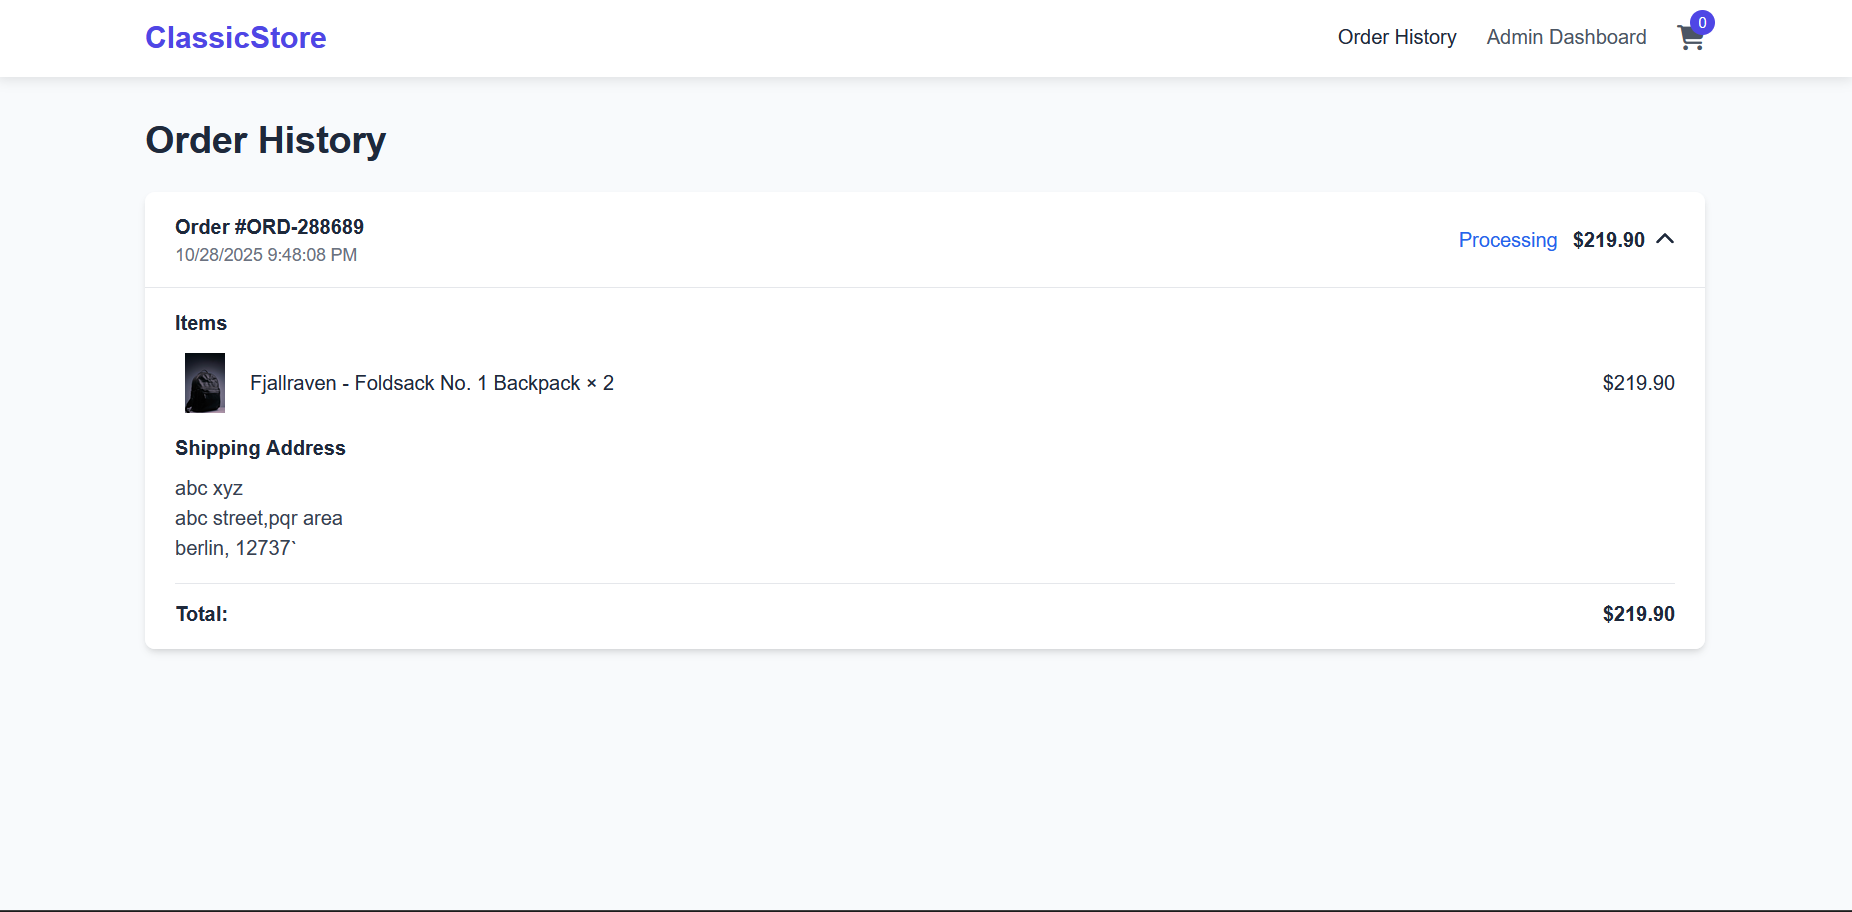 ClassicStore
Order History
Admin Dashboard
0
Order History
Order #ORD-288689
10/28/2025 9:48:08 PM
Processing
$219.90
Items
Fjallraven - Foldsack No. 1 Backpack × 2
$219.90
Shipping Address
abc xyz
abc street,pqr area
berlin, 12737`
Total:
$219.90